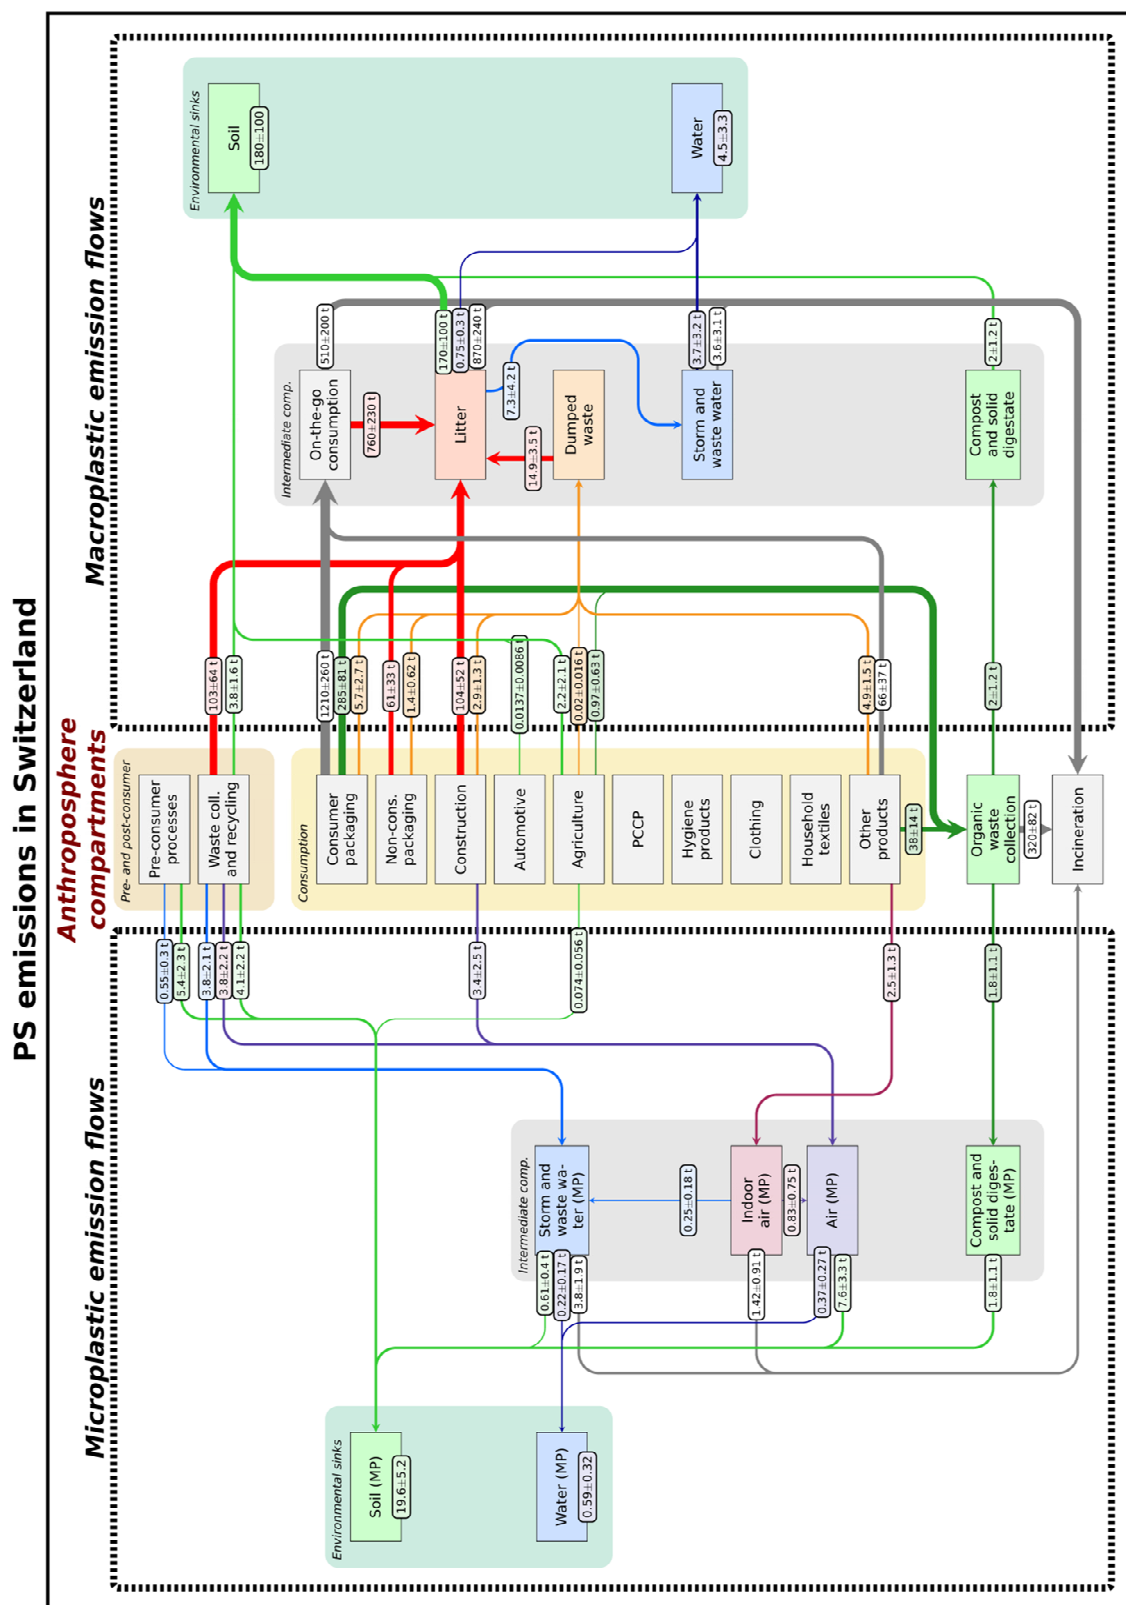 PS emissions in Switzerland
Microplastic emission flows
Anthroposphere
compartments
Macroplastic emission flows
Environmental sinks
Soil (MP)
19.6±5.2
Water (MP)
0.59±0.32
Intermediate comp.
Storm and
waste wa-
ter (MP)
0.61±0.4 t
0.22±0.17 t
3.8±1.9 t
0.25±0.18 t
Indoor
air (MP)
1.42±0.91 t
0.83±0.75 t
Air (MP)
0.37±0.27 t
7.6±3.3 t
Compost and
solid diges-
tate (MP)
1.8±1.1 t
0.55±0.3 t
5.4±2.3 t
3.8±2.1 t
3.8±2.2 t
4.1±2.2 t
3.4±2.5 t
0.074±0.056 t
2.5±1.3 t
1.8±1.1 t
Pre- and post-consumer
Pre-consumer
processes
Waste coll.
and recycling
Consumption
Consumer
packaging
Non-cons.
packaging
Construction
Automotive
Agriculture
PCCP
Hygiene
products
Clothing
Household
textiles
Other
products
38±14 t
Organic
waste
collection
320±82 t
Incineration
103±64 t
3.8±1.6 t
1210±260 t
285±81 t
5.7±2.7 t
61±33 t
1.4±0.62 t
104±52 t
2.9±1.3 t
0.0137±0.0086 t
2.2±2.1 t
0.02±0.016 t
0.97±0.63 t
4.9±1.5 t
66±37 t
2±1.2 t
Intermediate comp.
On-the-go
consumption
510±200 t
760±230 t
Litter
170±100 t
0.75±0.3 t
870±240 t
7.3±4.2 t
14.9±3.5 t
Dumped
waste
Storm and
waste water
3.7±3.2 t
3.6±3.1 t
Compost
and solid
digestate
2±1.2 t
Environmental sinks
Soil
180±100
Water
4.5±3.3